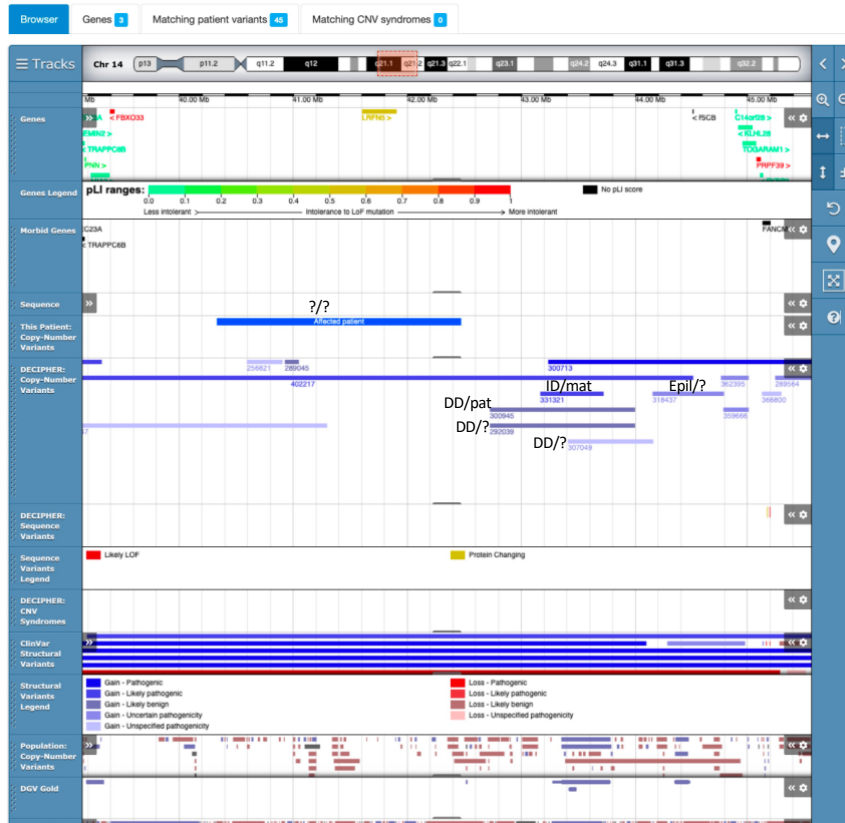 Browser Genes 3 Matching patient variants 45 Matching CNV syndromes 0
Tracks Chr 14 p13 p11.2 q11.2 q12 q21.1 q21.2 q21.3 q22.1 q23.1 q24.2 q24.3 q31.1 q31.3 q32.2
Mb 40.00 Mb 41.00 Mb 42.00 Mb 43.00 Mb 44.00 Mb 45.00 Mb
Genes
< FBXO33 LRFN5 > C14orf28 >
EMIN2 > < KLHL28
< TRAPPC6B TOGARAM1 >
PNN > PRPF39 >
Genes Legend
pLI ranges: No pLI score
0.0 0.1 0.2 0.3 0.4 0.5 0.6 0.7 0.8 0.9 1
Less intolerant > Intolerance to LoF mutation > More intolerant
Morbid Genes
C23A FANCM
< TRAPPC6B
Sequence
?/?
This Patient:
Copy-Number
Variants
Affected patient
DECIPHER:
Copy-Number
Variants
256821 289045 300713
402217 ID/mat Epil/? 362395 289564
DD/pat 331321 318437 366800
300945 359666
DD/? 292039
DD/? 307049
DECIPHER:
Sequence
Variants
Sequence
Variants
Legend
Likely LOF Protein Changing
DECIPHER:
CNV
Syndromes
ClinVar
Structural
Variants
Structural
Variants
Legend
Gain - Pathogenic Loss - Pathogenic
Gain - Likely pathogenic Loss - Likely pathogenic
Gain - Likely benign Loss - Likely benign
Gain - Uncertain pathogenicity Loss - Unspecified pathogenicity
Gain - Unspecified pathogenicity
Population:
Copy-Number
Variants
DGV Gold